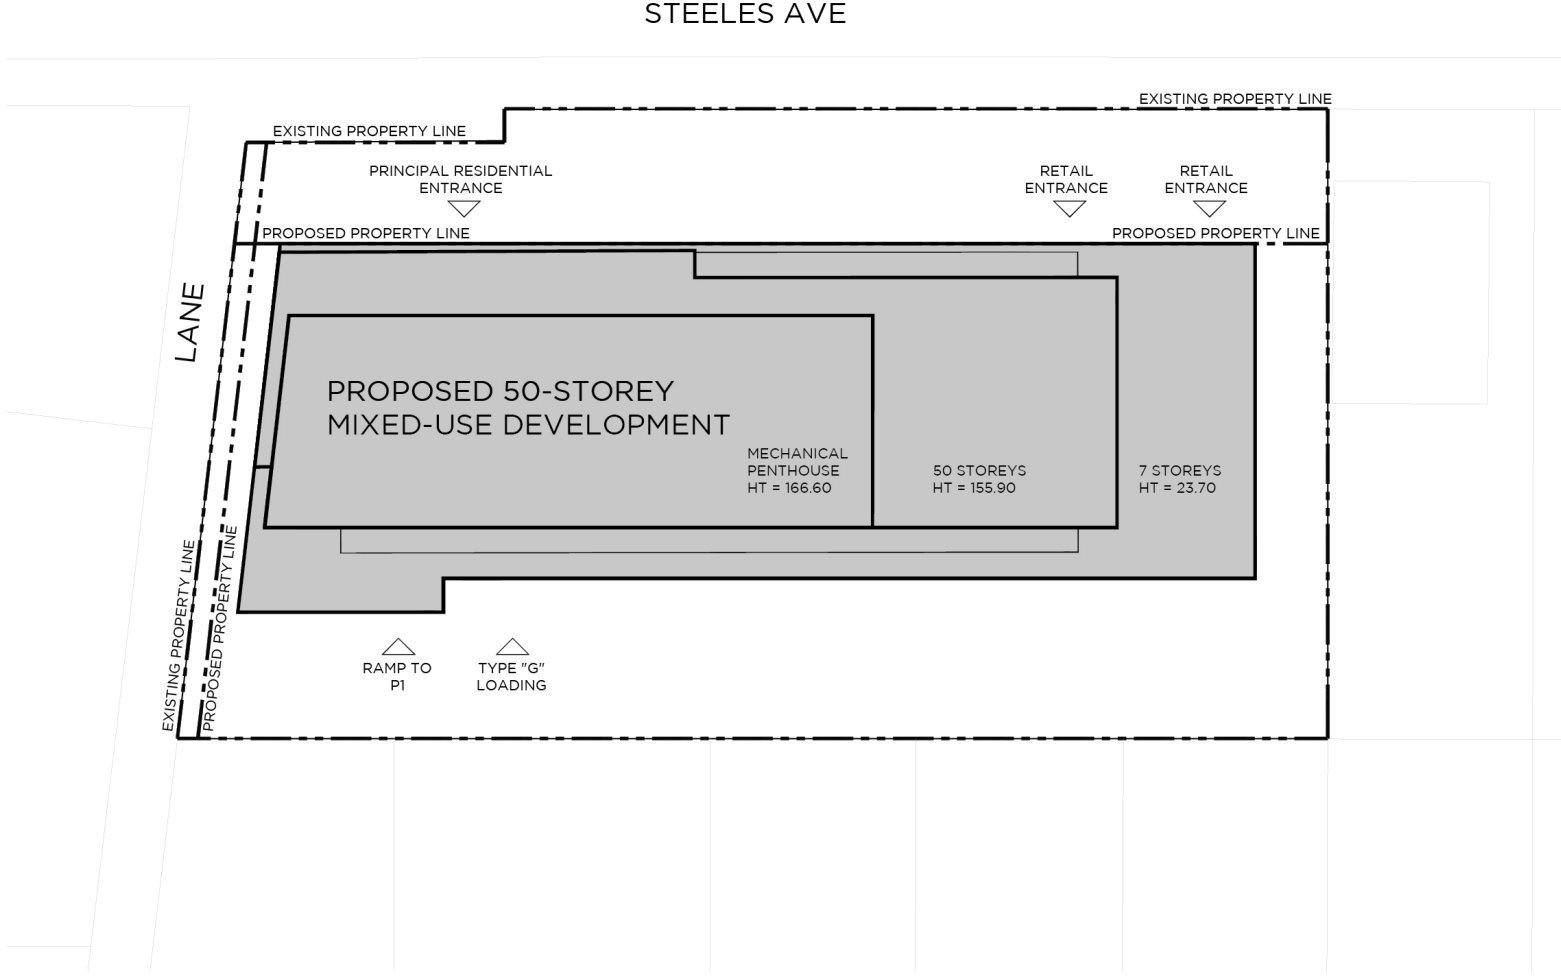 STEELES AVE
EXISTING PROPERTY LINE
EXISTING PROPERTY LINE
PRINCIPAL RESIDENTIAL
ENTRANCE
RETAIL
ENTRANCE
RETAIL
ENTRANCE
PROPOSED PROPERTY LINE
PROPOSED PROPERTY LINE
LANE
PROPOSED 50-STOREY
MIXED-USE DEVELOPMENT
MECHANICAL
PENTHOUSE
HT = 166.60
50 STOREYS
HT = 155.90
7 STOREYS
HT = 23.70
EXISTING PROPERTY LINE
PROPOSED PROPERTY LINE
RAMP TO
P1
TYPE "G"
LOADING